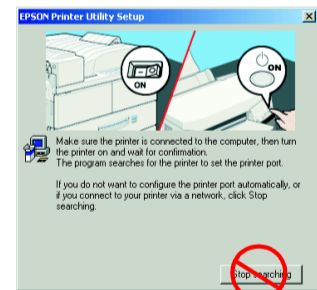 EPSON Printer Utility Setup
ON
ON
Make sure the printer is connected to the computer, then turn
the printer on and wait for confirmation.
The program searches for the printer to set the printer port.
If you do not want to configure the printer port automatically, or
if you connect to your printer via a network, click Stop
searching.
Stop searching